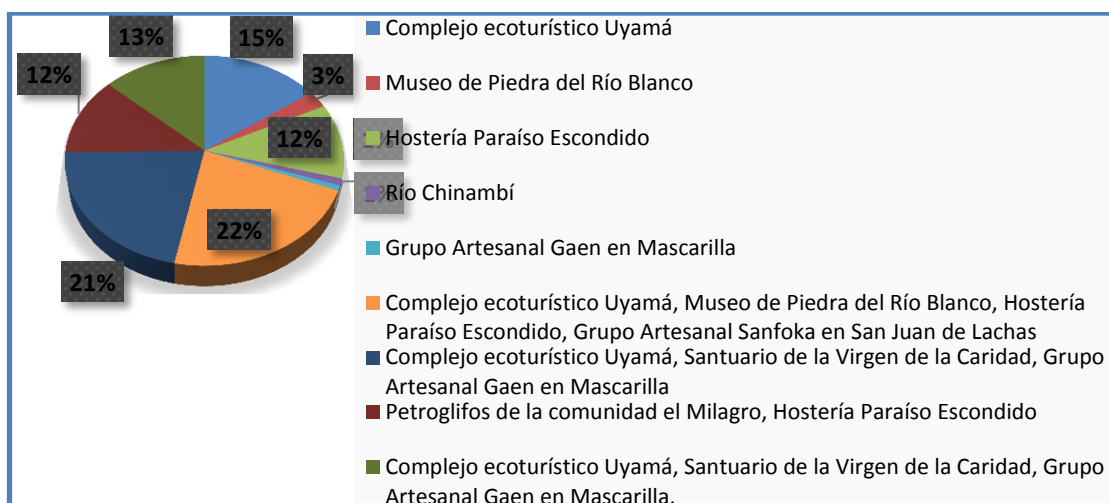 13%
15%
12%
3%
12%
22%
21%
Complejo ecoturístico Uyamá
Museo de Piedra del Río Blanco
Hostería Paraíso Escondido
Río Chinambí
Grupo Artesanal Gaen en Mascarilla
Complejo ecoturístico Uyamá, Museo de Piedra del Río Blanco, Hostería
Paraíso Escondido, Grupo Artesanal Sanfoka en San Juan de Lachas
Complejo ecoturístico Uyamá, Santuario de la Virgen de la Caridad, Grupo
Artesanal Gaen en Mascarilla
Petroglifos de la comunidad el Milagro, Hostería Paraíso Escondido
Complejo ecoturístico Uyamá, Santuario de la Virgen de la Caridad, Grupo
Artesanal Gaen en Mascarilla.